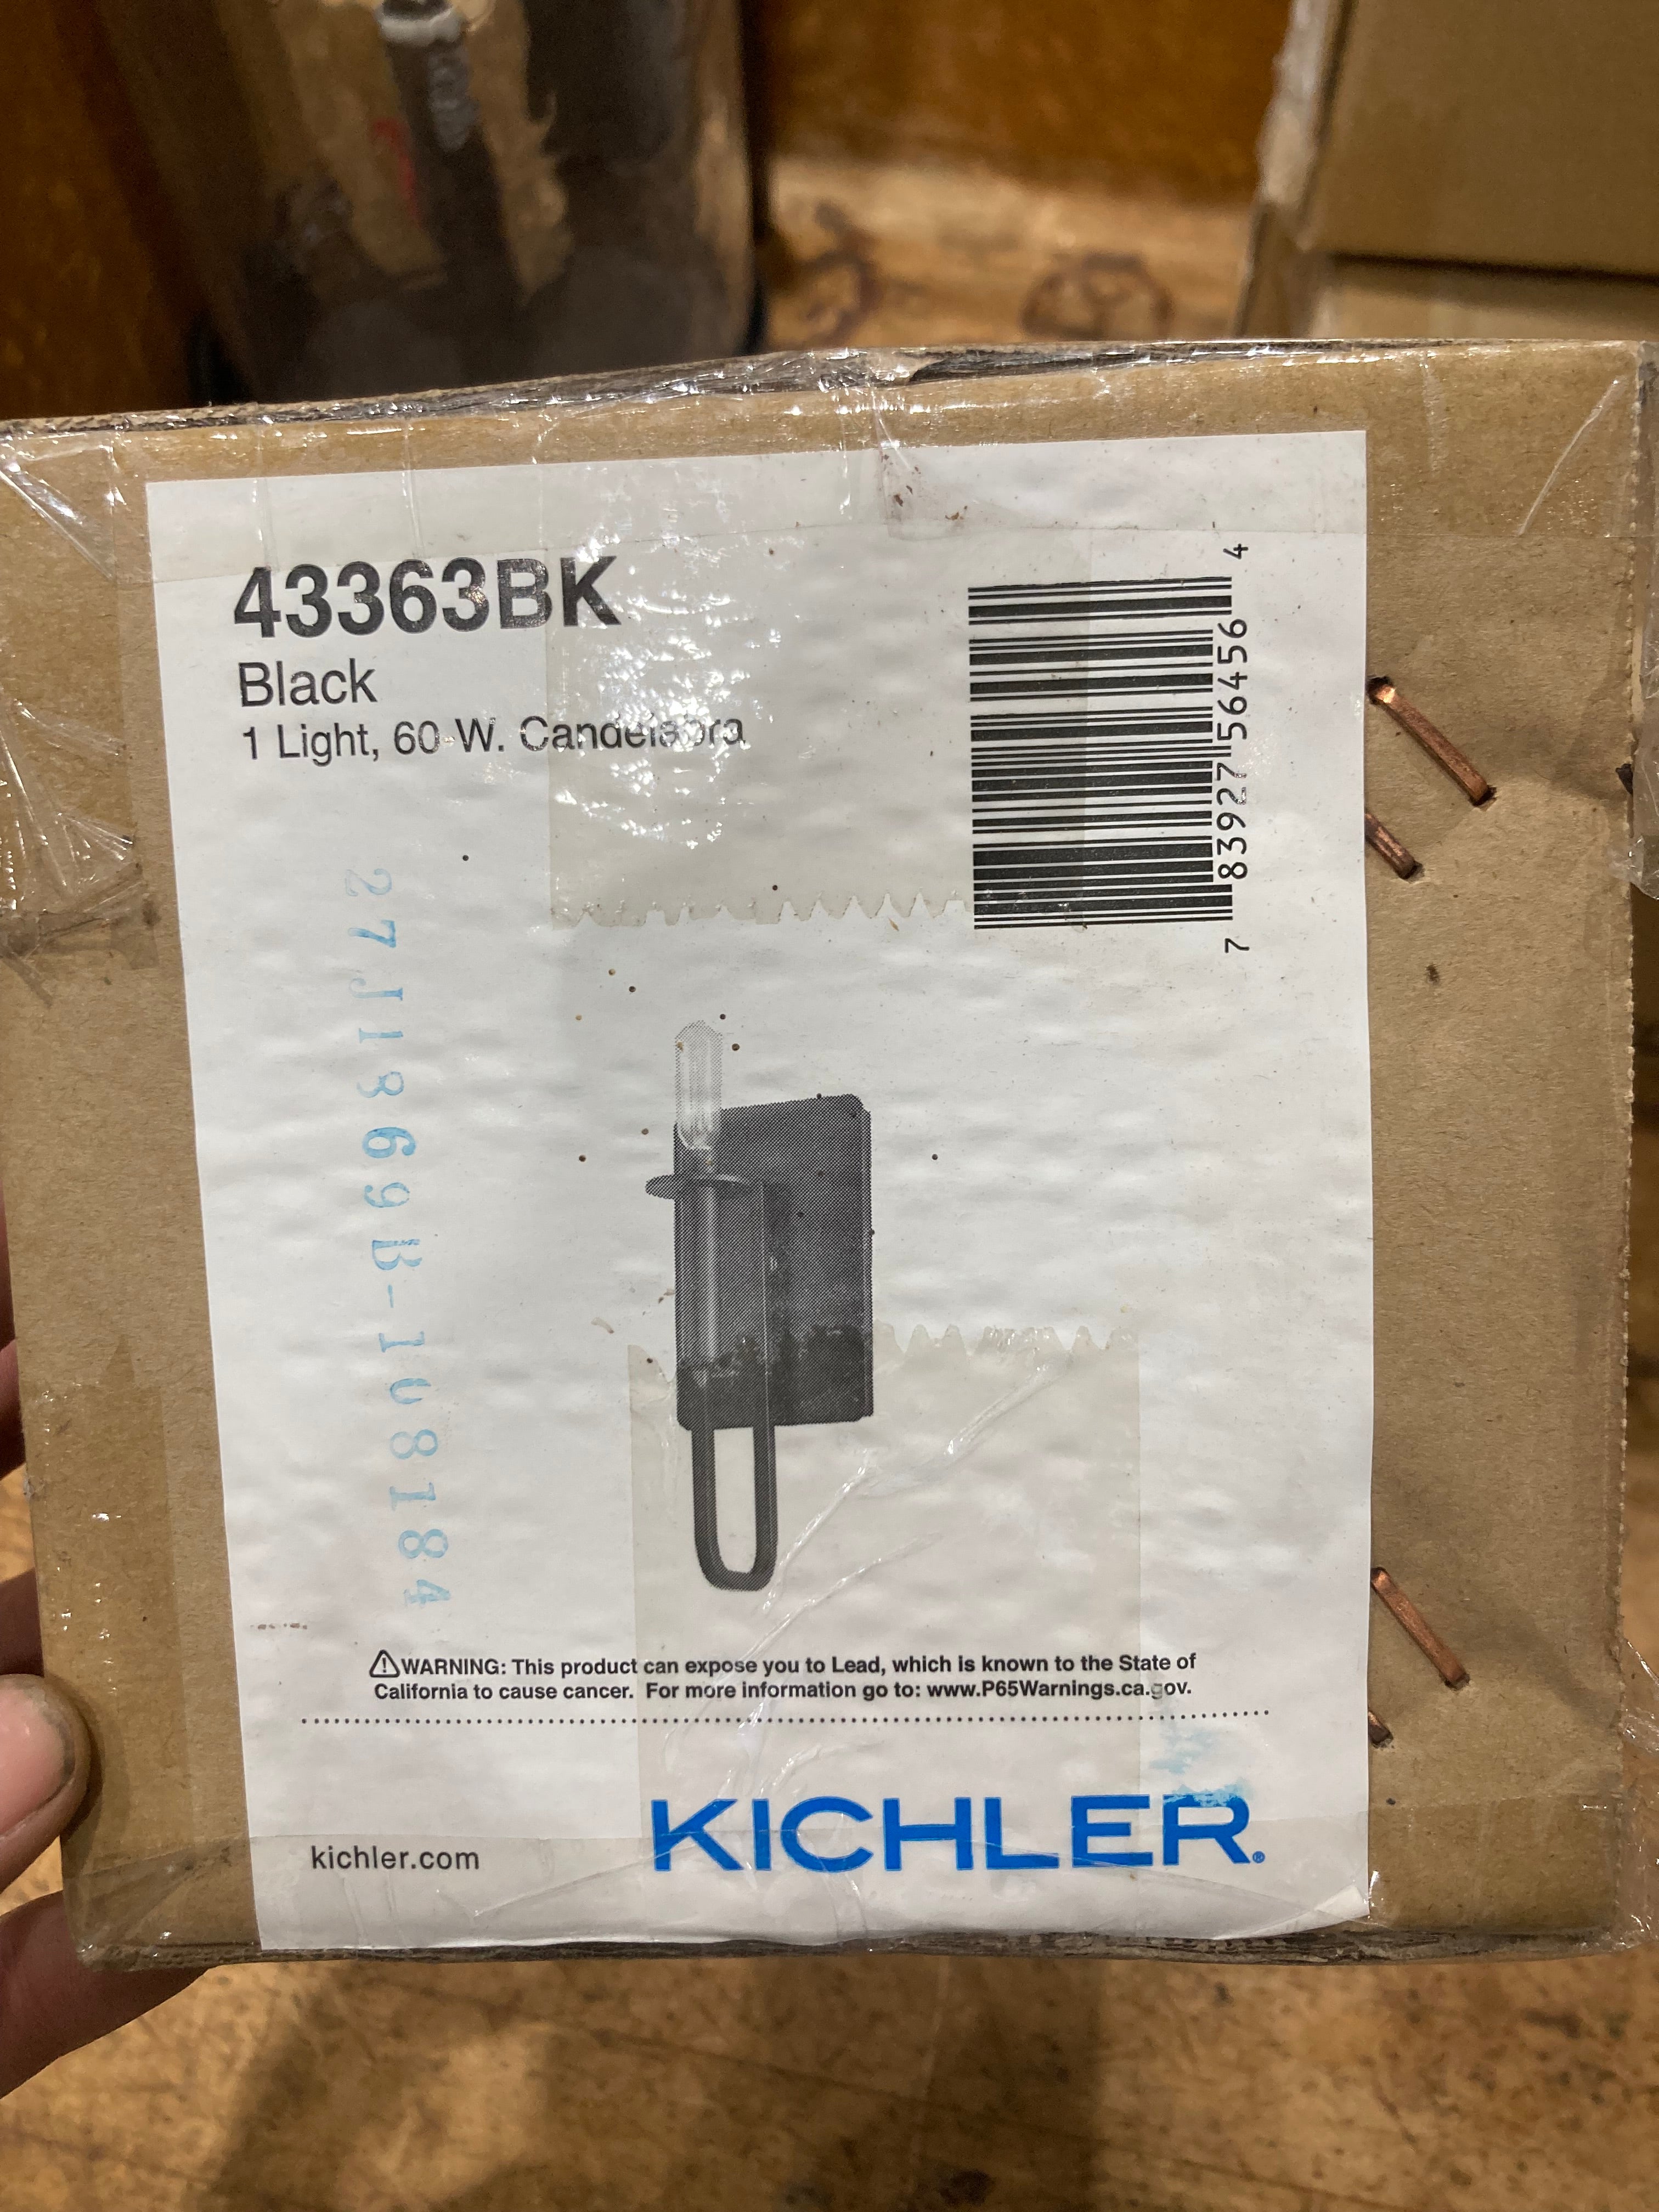 43363BK
Black
1 Light, 60 W. Candelabra
7 83927 56456 4
27J1869B-108184
⚠WARNING: This product can expose you to Lead, which is known to the State of
California to cause cancer. For more information go to: www.P65Warnings.ca.gov.
kichler.com
KICHLER®